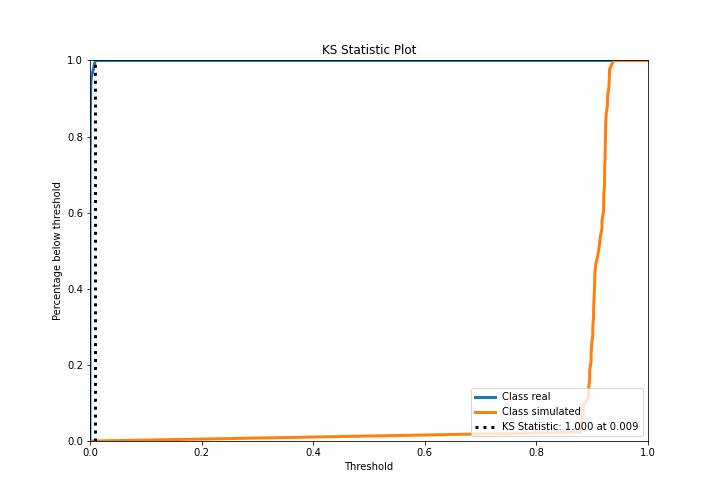 KS Statistic Plot
1.0
0.8
0.6
0.4
0.2
0.0
Percentage below threshold
0.0 0.2 0.4 0.6 0.8 1.0
Threshold
Class real
Class simulated
KS Statistic: 1.000 at 0.009